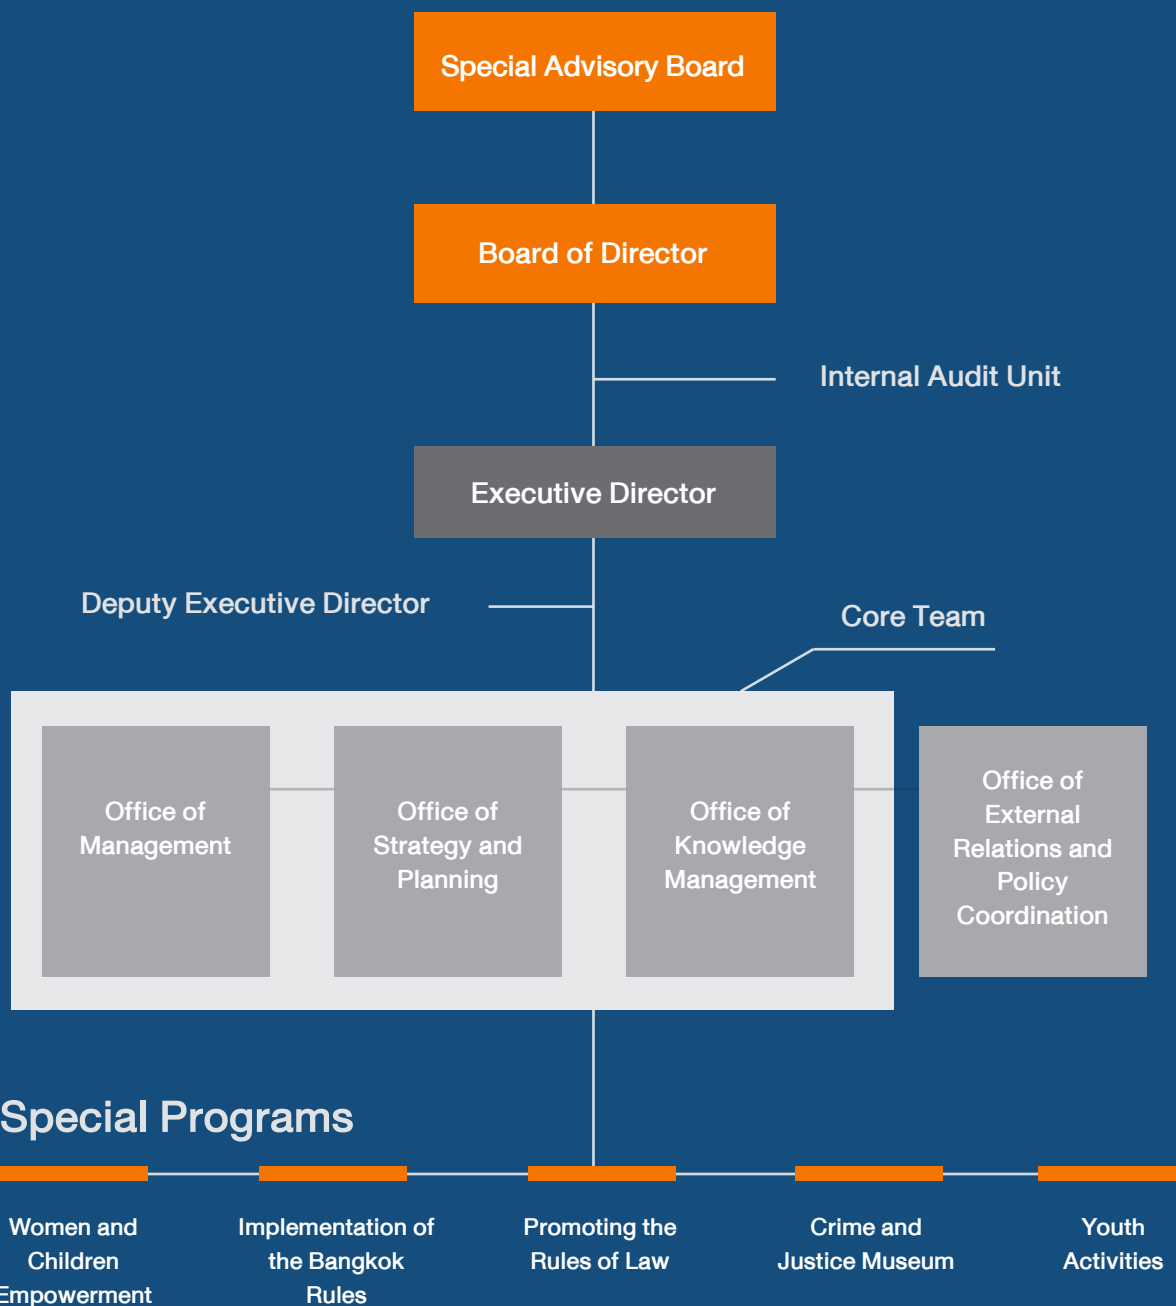 Special Advisory Board
Board of Director
Internal Audit Unit
Executive Director
Deputy Executive Director
Core Team
Office of
Management
Office of
Strategy and
Planning
Office of
Knowledge
Management
Office of
External
Relations and
Policy
Coordination
Special Programs
Women and
Children
Empowerment
Implementation of
the Bangkok
Rules
Promoting the
Rules of Law
Crime and
Justice Museum
Youth
Activities